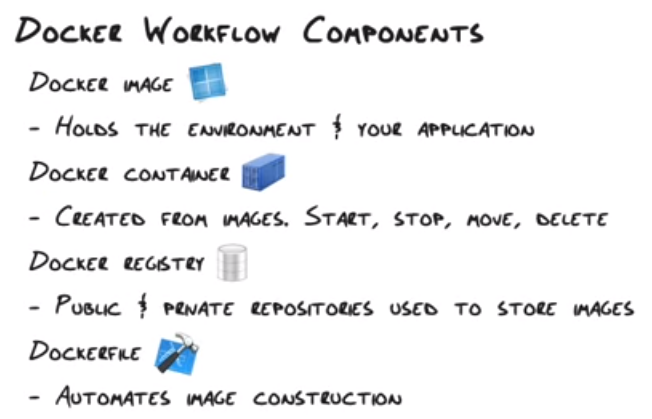 Docker Workflow Components
Docker image
- Holds the environment & your application
Docker container
- Created from images. Start, stop, move, delete
Docker registry
- Public & private repositories used to store images
Dockerfile
- Automates image construction